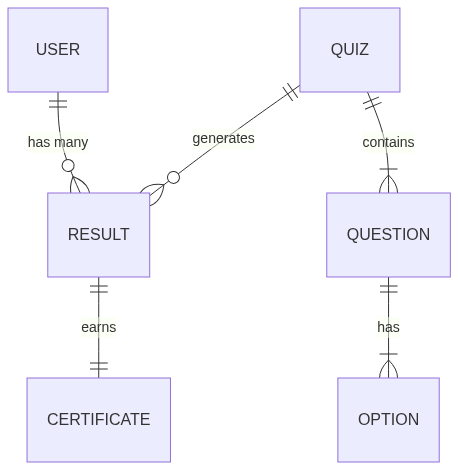 USER
QUIZ
has many
generates
contains
RESULT
QUESTION
earns
has
CERTIFICATE
OPTION